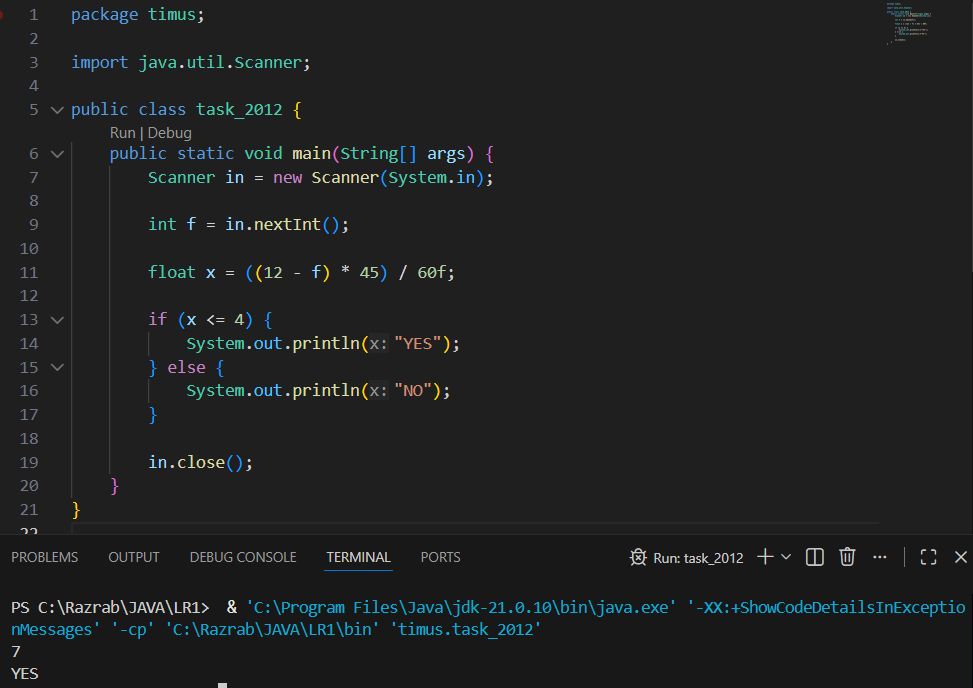 1 package timus;
2
3 import java.util.Scanner;
4
5 public class task_2012 {
Run | Debug
6 public static void main(String[] args) {
7 Scanner in = new Scanner(System.in);
8
9 int f = in.nextInt();
10
11 float x = ((12 - f) * 45) / 60f;
12
13 if (x <= 4) {
14 System.out.println(x: "YES");
15 } else {
16 System.out.println(x: "NO");
17 }
18
19 in.close();
20 }
21 }
22
PROBLEMS OUTPUT DEBUG CONSOLE TERMINAL PORTS Run: task_2012
PS C:\Razrab\JAVA\LR1> & 'C:\Program Files\Java\jdk-21.0.10\bin\java.exe' '-XX:+ShowCodeDetailsInExceptio
nMessages' '-cp' 'C:\Razrab\JAVA\LR1\bin' 'timus.task_2012'
7
YES